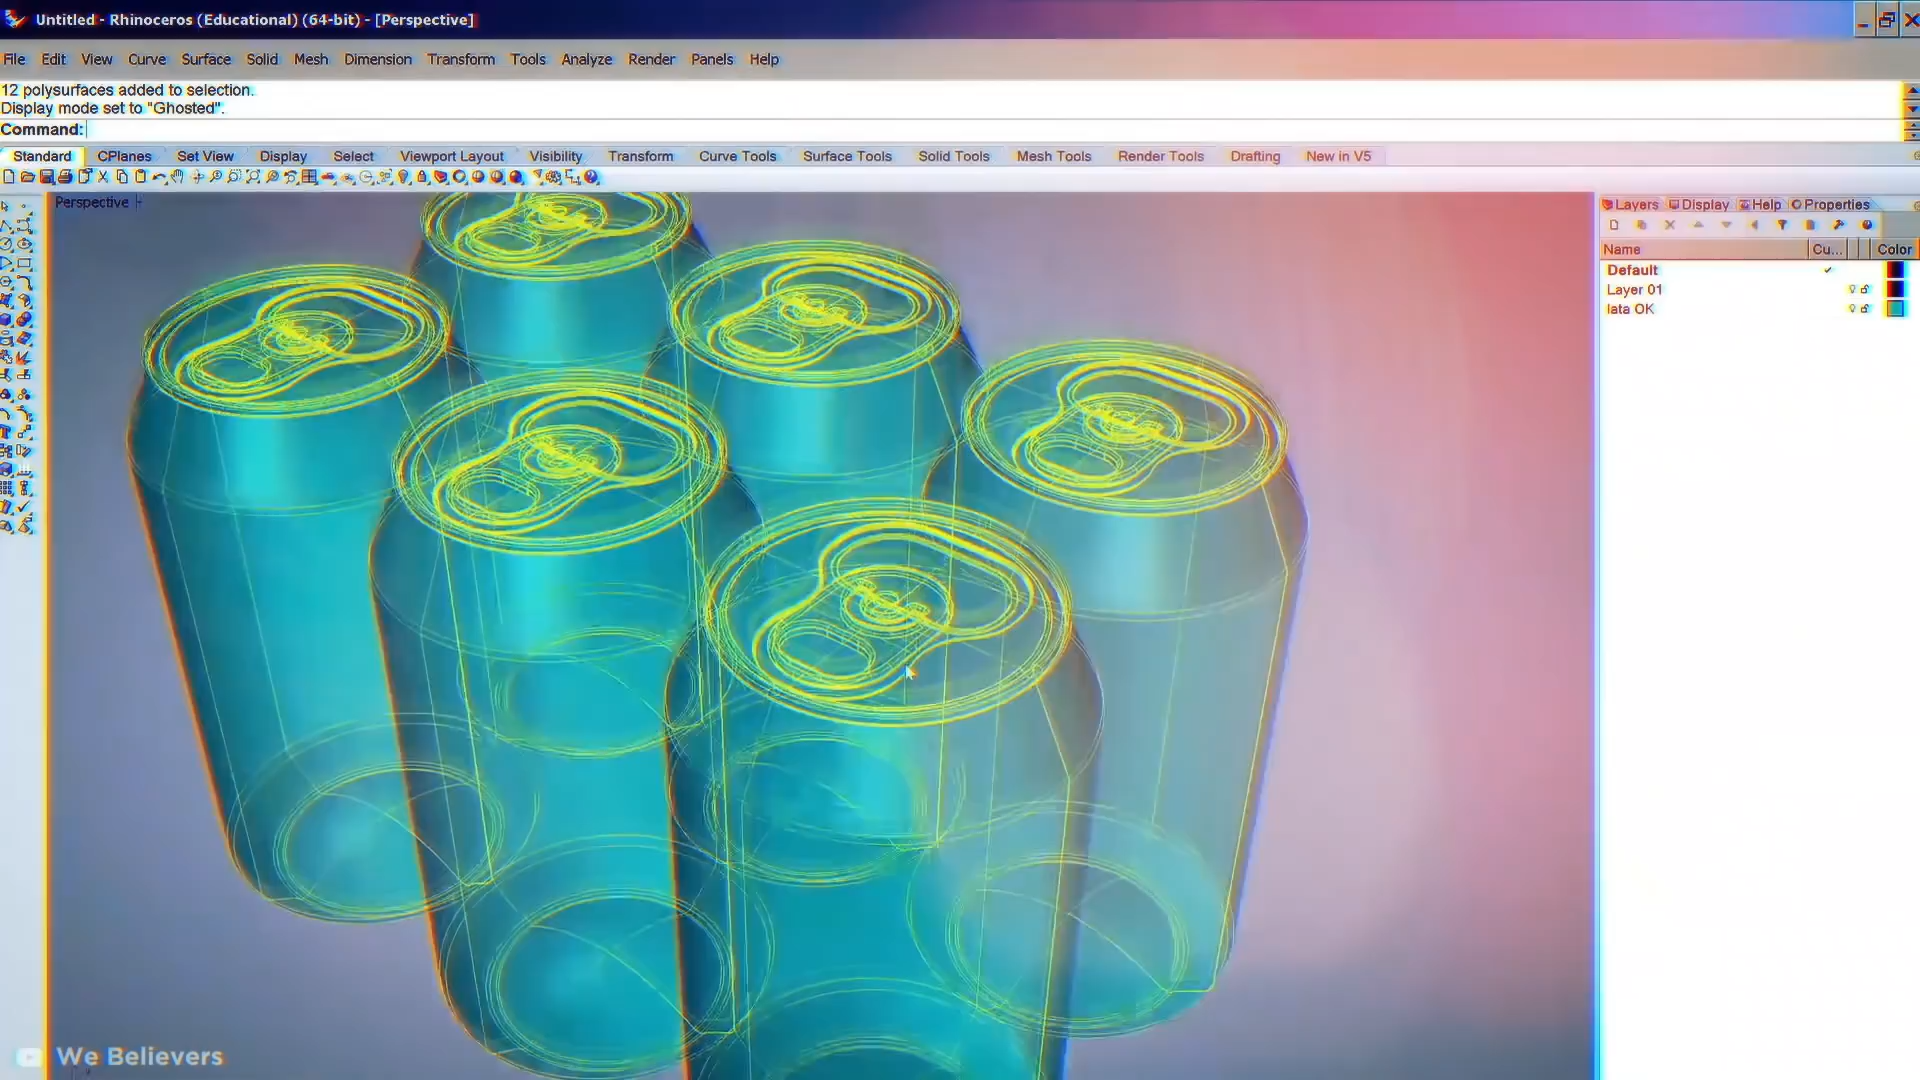 Untitled - Rhinoceros (Educational) (64-bit) - [Perspective]
File Edit View Curve Surface Solid Mesh Dimension Transform Tools Analyze Render Panels Help
12 polysurfaces added to selection.
Display mode set to "Ghosted".
Command:
Standard CPlanes Set View Display Select Viewport Layout Visibility Transform Curve Tools Surface Tools Solid Tools Mesh Tools Render Tools Drafting New in V5
Perspective
Layers Display Help Properties
Name Cu... Color
Default
Layer 01
lata OK
We Believers